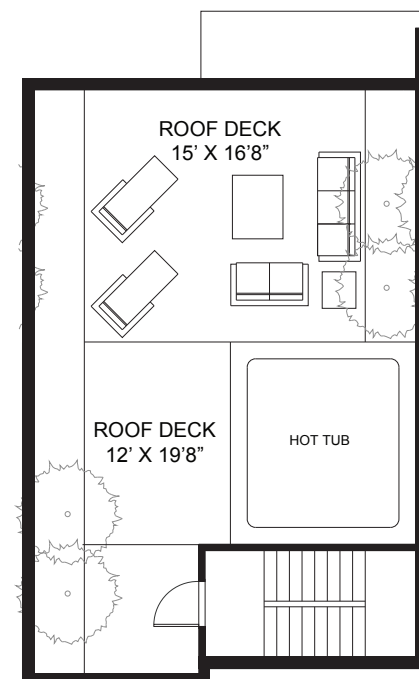 ROOF DECK
15’ X 16’8”
ROOF DECK
12’ X 19’8”
HOT TUB